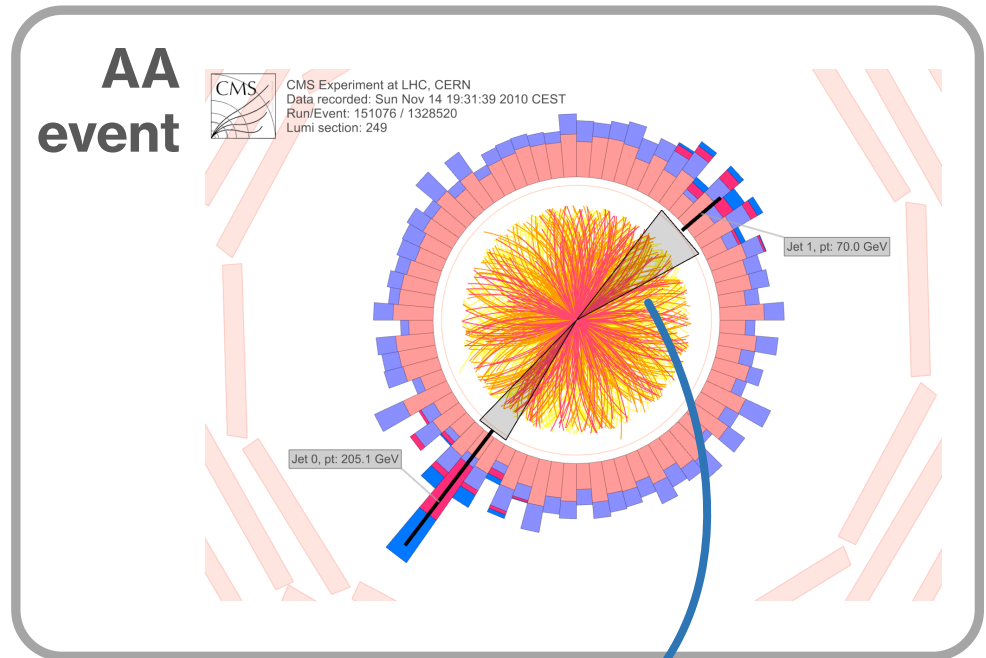 AA
event
CMS
CMS Experiment at LHC, CERN
Data recorded: Sun Nov 14 19:31:39 2010 CEST
Run/Event: 151076 / 1328520
Lumi section: 249
Jet 1, pt: 70.0 GeV
Jet 0, pt: 205.1 GeV